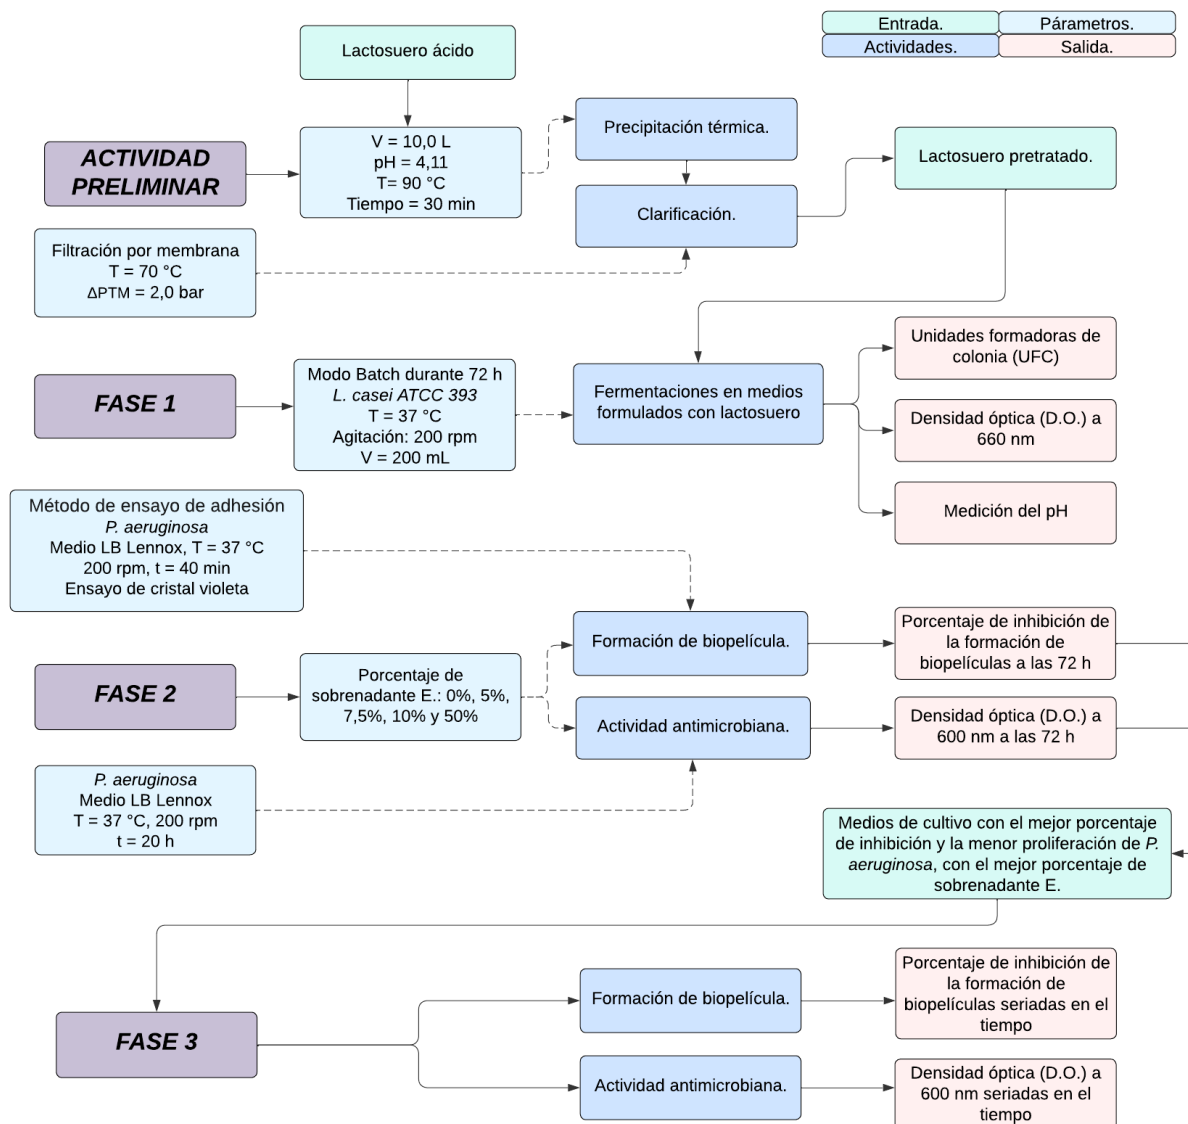 Entrada.
Párametros.
Actividades.
Salida.
Lactosuero ácido
ACTIVIDAD
PRELIMINAR
V = 10,0 L
pH = 4,11
T= 90 °C
Tiempo = 30 min
Precipitación térmica.
Clarificación.
Lactosuero pretratado.
Filtración por membrana
T = 70 °C
ΔPTM = 2,0 bar
FASE 1
Modo Batch durante 72 h
L. casei ATCC 393
T = 37 °C
Agitación: 200 rpm
V = 200 mL
Fermentaciones en medios
formulados con lactosuero
Unidades formadoras de
colonia (UFC)
Densidad óptica (D.O.) a
660 nm
Medición del pH
Método de ensayo de adhesión
P. aeruginosa
Medio LB Lennox, T = 37 °C
200 rpm, t = 40 min
Ensayo de cristal violeta
FASE 2
Porcentaje de
sobrenadante E.: 0%, 5%,
7,5%, 10% y 50%
Formación de biopelícula.
Actividad antimicrobiana.
Porcentaje de inhibición de
la formación de
biopelículas a las 72 h
Densidad óptica (D.O.) a
600 nm a las 72 h
P. aeruginosa
Medio LB Lennox
T = 37 °C, 200 rpm
t = 20 h
Medios de cultivo con el mejor porcentaje
de inhibición y la menor proliferación de P.
aeruginosa, con el mejor porcentaje de
sobrenadante E.
FASE 3
Formación de biopelícula.
Porcentaje de inhibición de
la formación de
biopelículas seriadas en el
tiempo
Actividad antimicrobiana.
Densidad óptica (D.O.) a
600 nm seriadas en el
tiempo